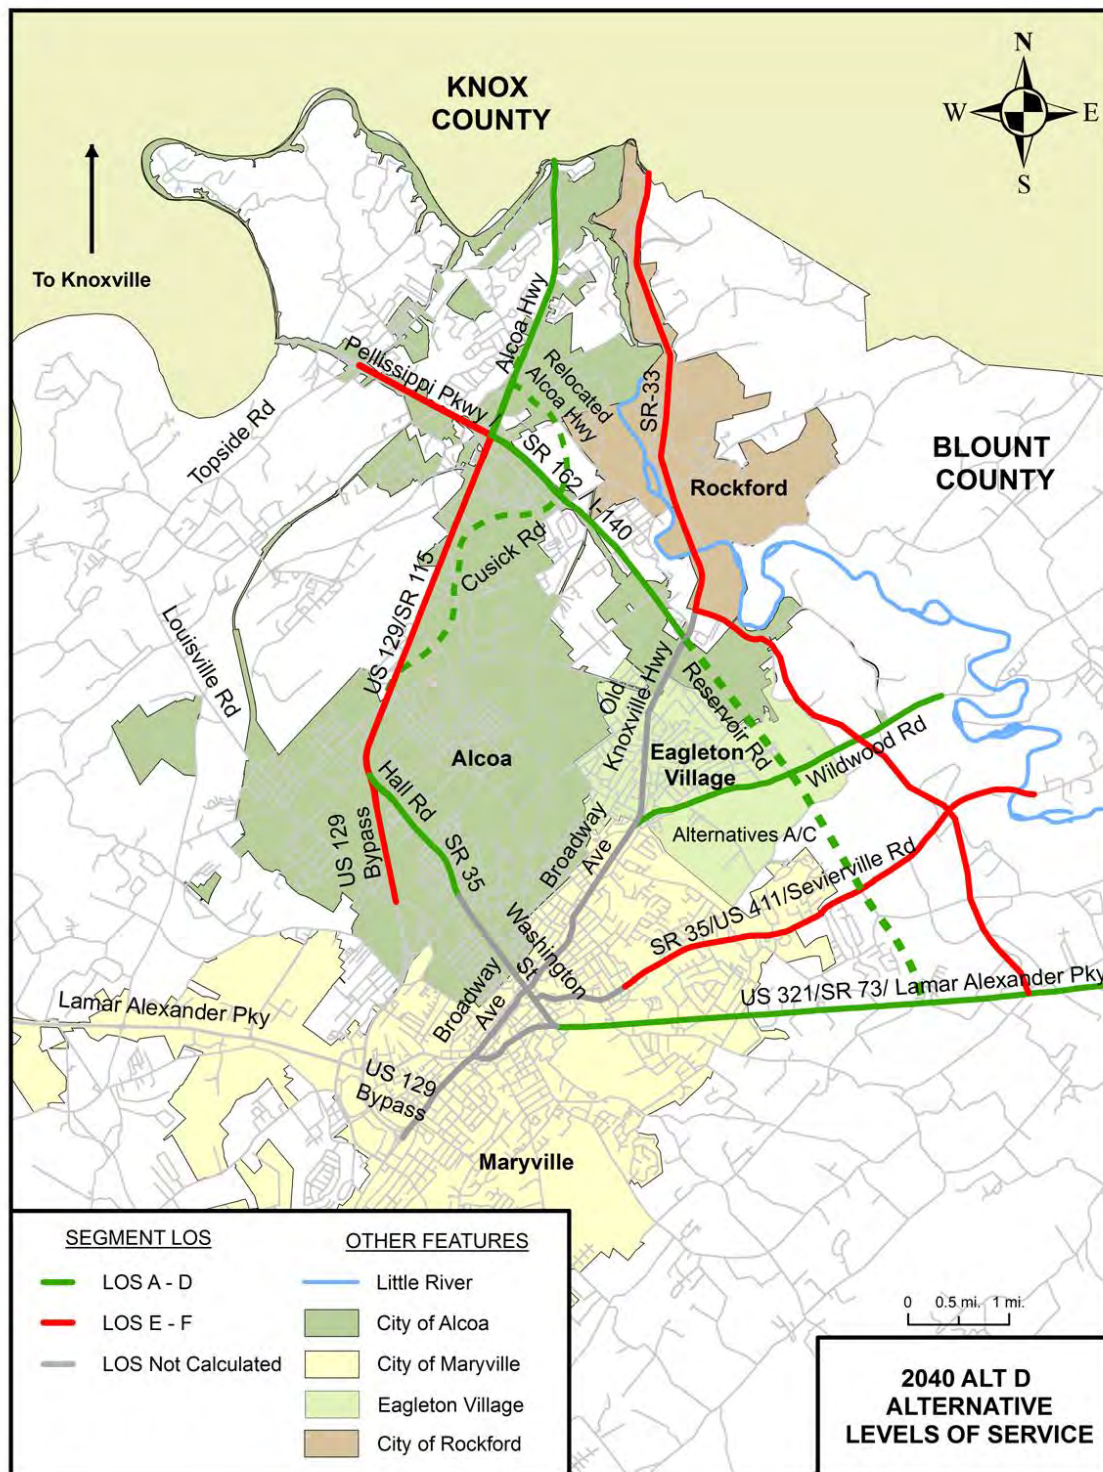 KNOX
COUNTY
N
W
E
S
To Knoxville
Alcoa Hwy
Pellissippi Pkwy /
Relocated
Alcoa Hwy
SR-33
Topside Rd
SR 162 / I-140
BLOUNT
COUNTY
Rockford
Cusick Rd
US 129/SR 115
Louisville Rd
Old
Knoxville Hwy
Reservoir Rd
Alcoa
Eagleton
Village
Wildwood Rd
Hall Rd
US 129
Bypass
SR 35
Broadway
Ave
Alternatives A/C
SR 35/US 411/Sevierville Rd
Washington
St
Broadway
Ave
US 321/SR 73/ Lamar Alexander Pky
Lamar Alexander Pky
US 129
Bypass
Maryville
SEGMENT LOS
LOS A - D
LOS E - F
LOS Not Calculated
OTHER FEATURES
Little River
City of Alcoa
City of Maryville
Eagleton Village
City of Rockford
0 0.5 mi. 1 mi.
2040 ALT D
ALTERNATIVE
LEVELS OF SERVICE